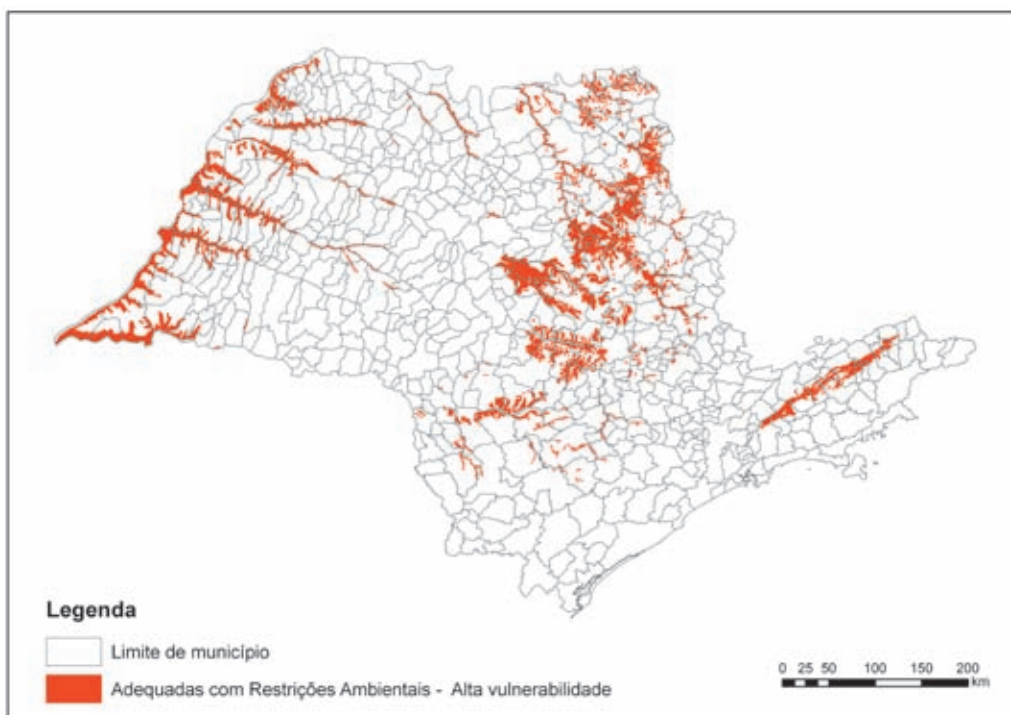 Legenda
Limite de município
Adequadas com Restrições Ambientais - Alta vulnerabilidade
0 25 50 100 150 200
km